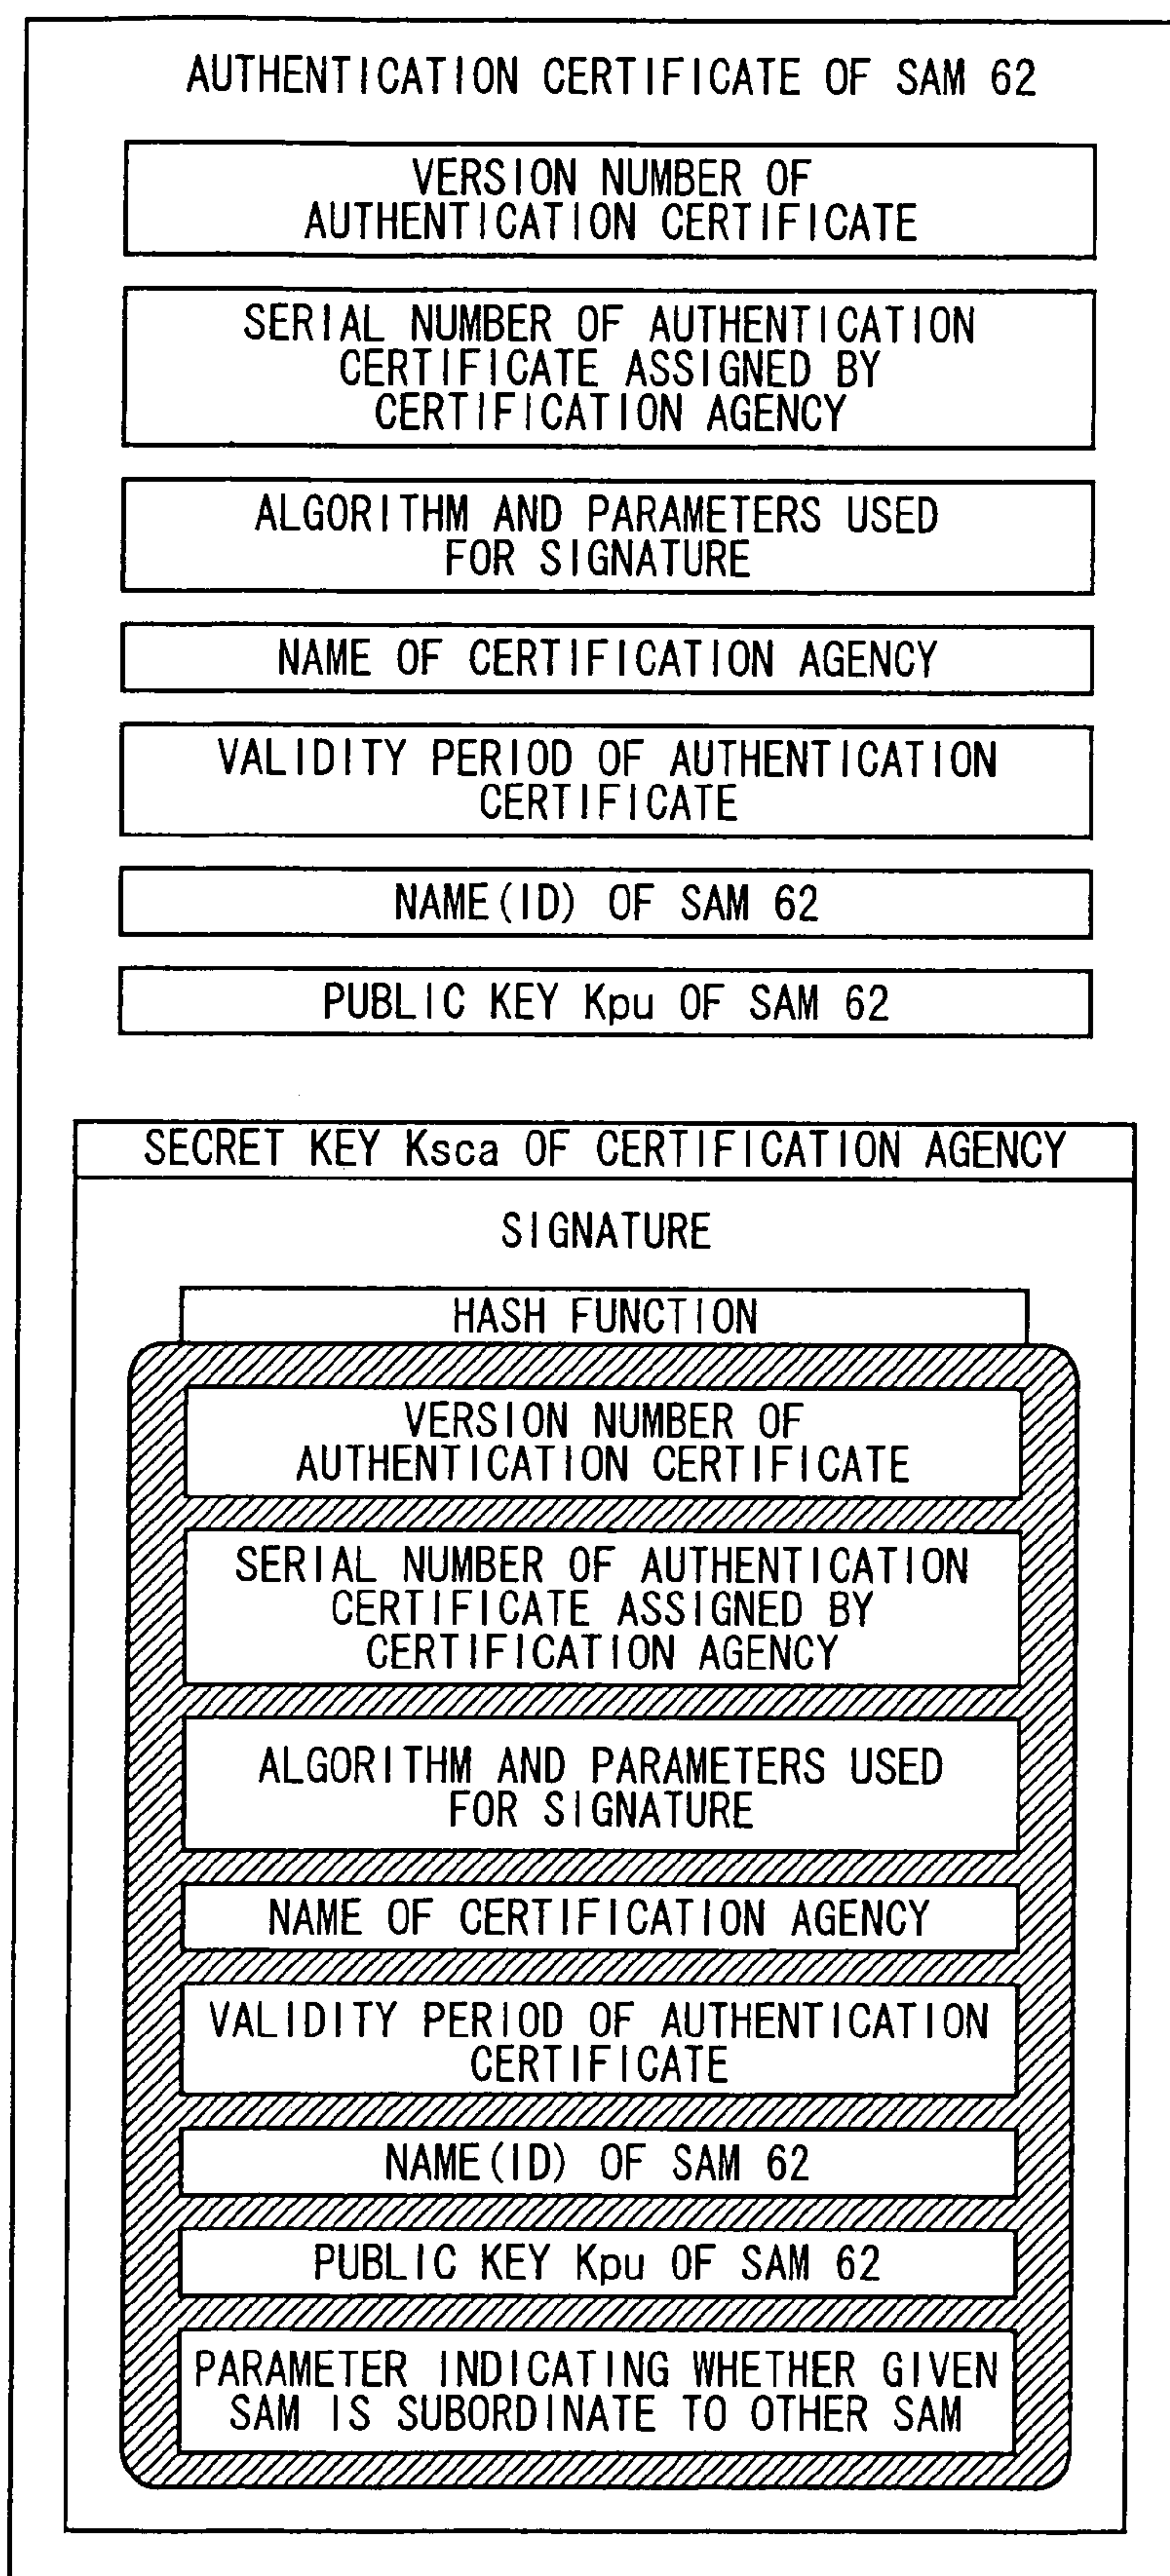 AUTHENTICATION CERTIFICATE OF SAM 62
VERSION NUMBER OF
AUTHENTICATION CERTIFICATE
SERIAL NUMBER OF AUTHENTICATION
CERTIFICATE ASSIGNED BY
CERTIFICATION AGENCY
ALGORITHM AND PARAMETERS USED
FOR SIGNATURE
NAME OF CERTIFICATION AGENCY
VALIDITY PERIOD OF AUTHENTICATION
CERTIFICATE
NAME(ID) OF SAM 62
PUBLIC KEY Kpu OF SAM 62
SECRET KEY Ksca OF CERTIFICATION AGENCY
SIGNATURE
HASH FUNCTION
VERSION NUMBER OF
AUTHENTICATION CERTIFICATE
SERIAL NUMBER OF AUTHENTICATION
CERTIFICATE ASSIGNED BY
CERTIFICATION AGENCY
ALGORITHM AND PARAMETERS USED
FOR SIGNATURE
NAME OF CERTIFICATION AGENCY
VALIDITY PERIOD OF AUTHENTICATION
CERTIFICATE
NAME(ID) OF SAM 62
PUBLIC KEY Kpu OF SAM 62
PARAMETER INDICATING WHETHER GIVEN
SAM IS SUBORDINATE TO OTHER SAM